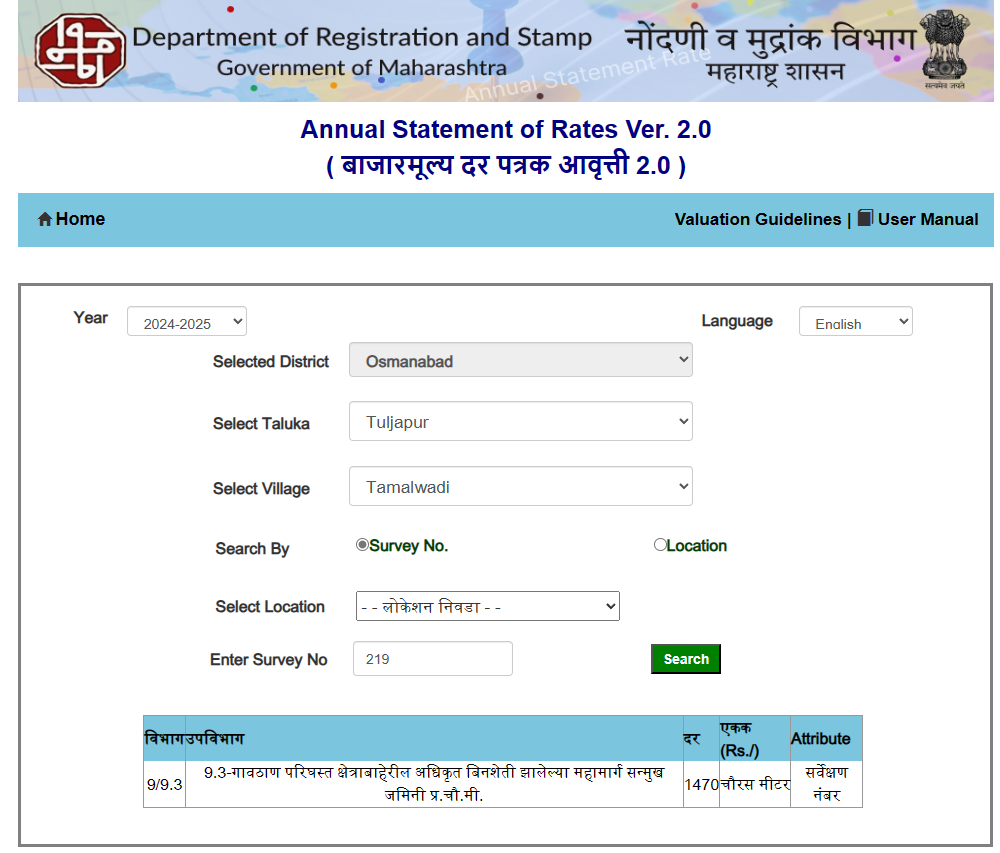 Department of Registration and Stamp
Government of Maharashtra
नोंदणी व मुद्रांक विभाग
महाराष्ट्र शासन
Annual Statement Rate
सत्यमेव जयते
Annual Statement of Rates Ver. 2.0
( बाजारमूल्य दर पत्रक आवृत्ती 2.0 )
Home
Valuation Guidelines | User Manual
Year 2024-2025 Language English
Selected District Osmanabad
Select Taluka Tuljapur
Select Village Tamalwadi
Search By Survey No. Location
Select Location - - लोकेशन निवडा - -
Enter Survey No 219 Search
विभाग उपविभाग दर एकक (Rs./) Attribute
9/9.3 9.3-गावठाण परिघस्त क्षेत्राबाहेरील अधिकृत बिनशेती झालेल्या महामार्ग सन्मुख
जमिनी प्र.चौ.मी. 1470 चौरस मीटर सर्वेक्षण नंबर